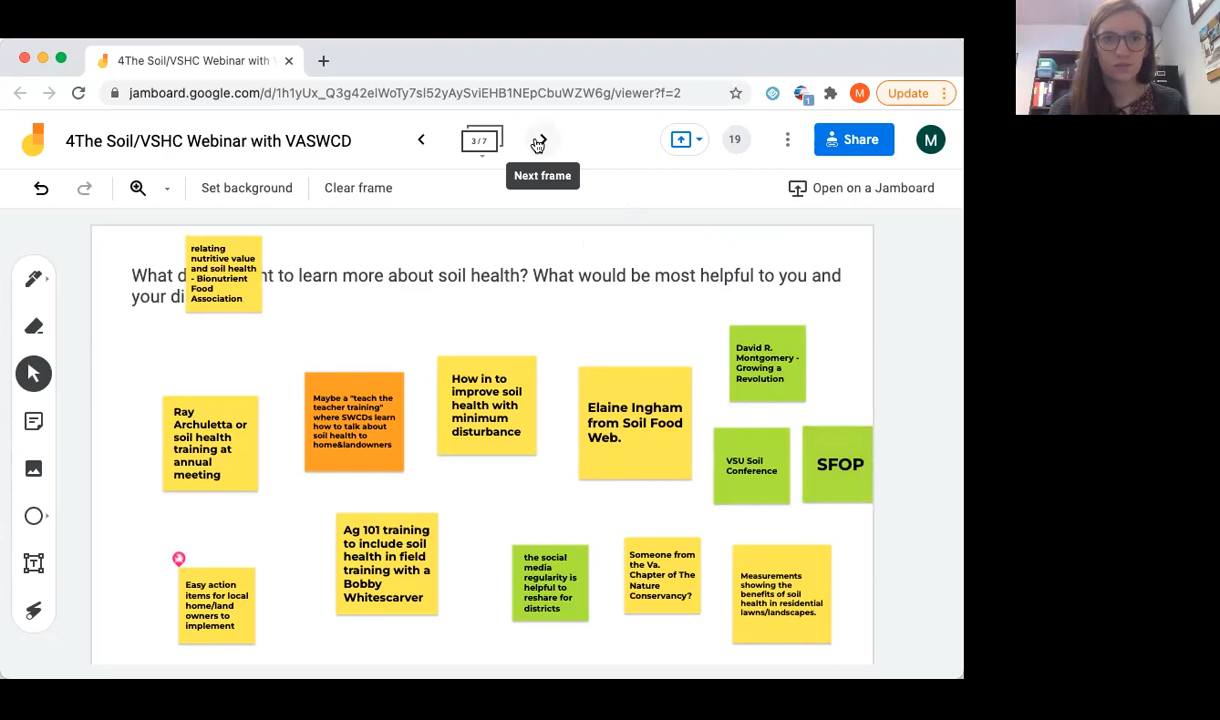 4The Soil/VSHC Webinar with
jamboard.google.com/d/1h1yUx_Q3g42elWoTy7sI52yAySviEHB1NEpCbuWZW6g/viewer?f=2
1
M
Update
4The Soil/VSHC Webinar with VASWCD
3 / 7
19
Share
M
Next frame
Set background
Clear frame
Open on a Jamboard
relating
nutritive value
and soil health
- Bionutrient
Food
Association
What d nt to learn more about soil health? What would be most helpful to you and
your di
David R.
Montgomery -
Growing a
Revolution
How in to
improve soil
health with
minimum
disturbance
Elaine Ingham
from Soil Food
Web.
Maybe a "teach the
teacher training"
where SWCDs learn
how to talk about
soil health to
home&landowners
Ray
Archuletta or
soil health
training at
annual
meeting
VSU Soil
Conference
SFOP
Ag 101 training
to include soil
health in field
training with a
Bobby
Whitescarver
the social
media
regularity is
helpful to
reshare for
districts
Someone from
the Va.
Chapter of The
Nature
Conservancy?
Measurements
showing the
benefits of soil
health in residential
lawns/landscapes.
Easy action
items for local
home/land
owners to
implement